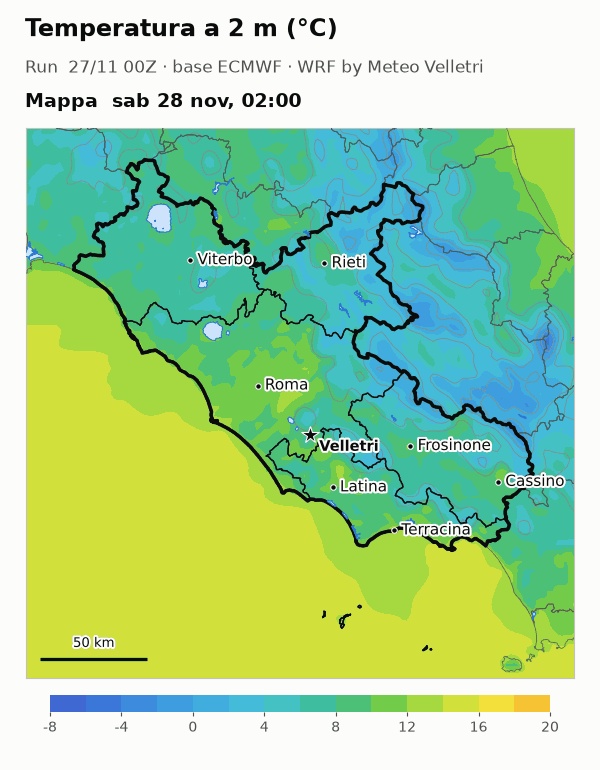 Temperatura a 2 m (°C)
Run  27/11 00Z · base ECMWF · WRF by Meteo Velletri
Mappa  sab 28 nov, 02:00
Viterbo
Rieti
Roma
Velletri
Frosinone
Cassino
Latina
Terracina
50 km
-8 -4 0 4 8 12 16 20